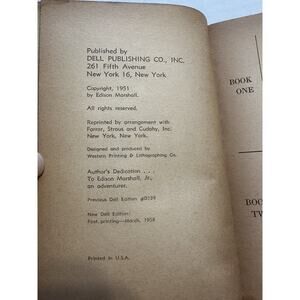 Published by
DELL PUBLISHING CO., INC.
261 Fifth Avenue
New York 16, New York
Copyright, 1951
by Edison Marshall.
All rights reserved.
Reprinted by arrangement with
Farrar, Straus and Cudahy, Inc.
New York, New York.
Designed and produced by
Western Printing & Lithographing Co.
Author's Dedication . . .
To Edison Marshall, Jr.,
an adventurer.
Previous Dell Edition
New Dell Edition:
First printing—March, 1958
Printed in U.S.A.
BOOK
ONE
BOO
TW